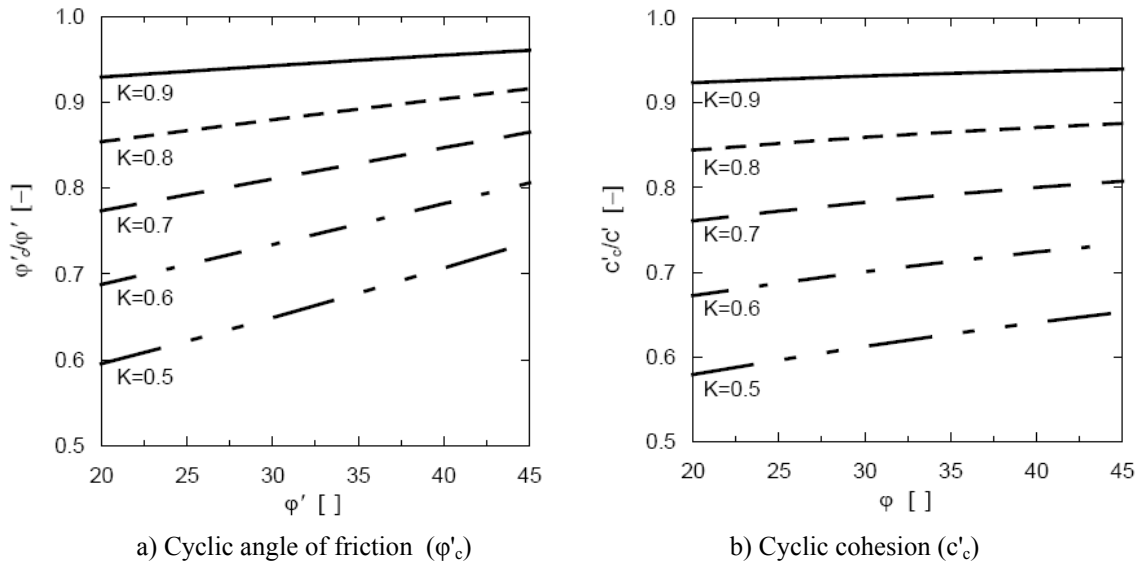 1.0
0.9
0.8
0.7
0.6
0.5
φ'c/φ' [−]
K=0.9
K=0.8
K=0.7
K=0.6
K=0.5
20 25 30 35 40 45
φ' [ ]
a) Cyclic angle of friction (φ'c)
1.0
0.9
0.8
0.7
0.6
0.5
c'c/c' [−]
K=0.9
K=0.8
K=0.7
K=0.6
K=0.5
20 25 30 35 40 45
φ [ ]
b) Cyclic cohesion (c'c)